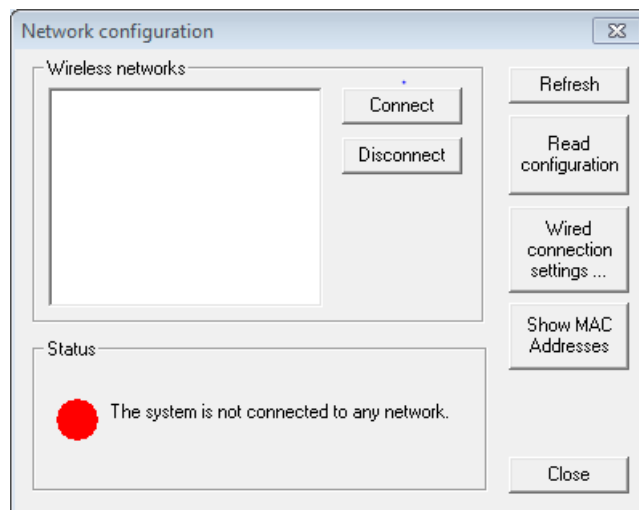 Network configuration
Wireless networks
Connect
Disconnect
Refresh
Read
configuration
Wired
connection
settings ...
Show MAC
Addresses
Status
The system is not connected to any network.
Close